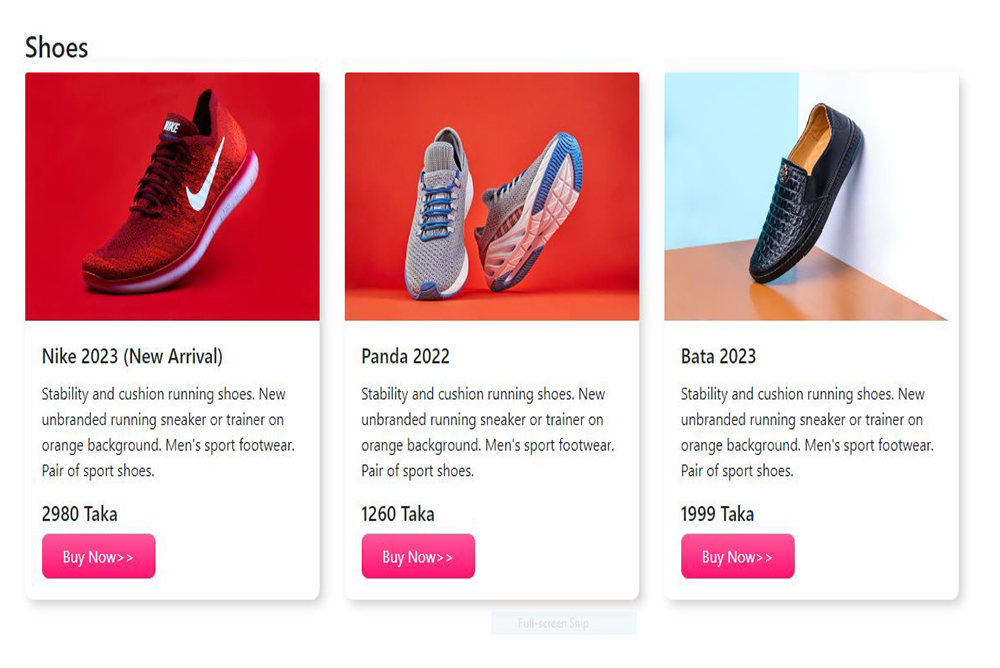 Shoes
NIKE
Nike 2023 (New Arrival)
Stability and cushion running shoes. New
unbranded running sneaker or trainer on
orange background. Men's sport footwear.
Pair of sport shoes.
2980 Taka
Buy Now>>
Panda 2022
Stability and cushion running shoes. New
unbranded running sneaker or trainer on
orange background. Men's sport footwear.
Pair of sport shoes.
1260 Taka
Buy Now>>
Bata 2023
Stability and cushion running shoes. New
unbranded running sneaker or trainer on
orange background. Men's sport footwear.
Pair of sport shoes.
1999 Taka
Buy Now>>
Full-screen Snip